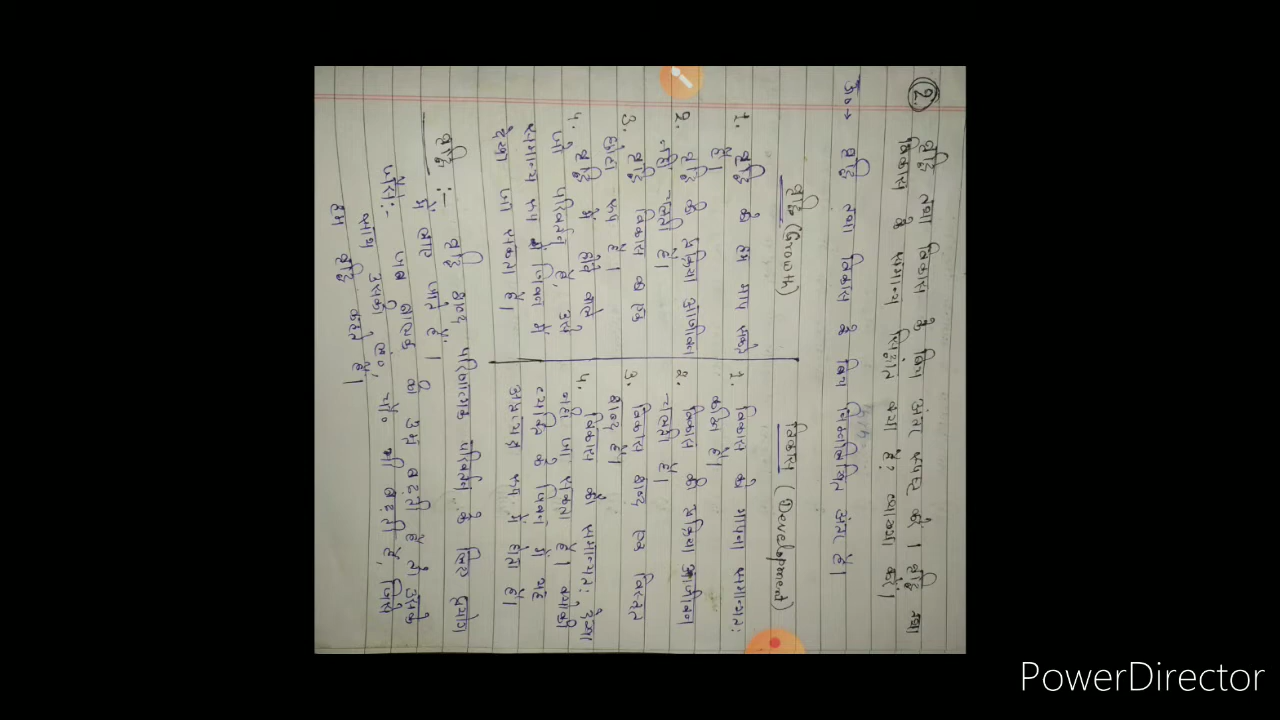 2.
वृद्धि तथा विकास के लिए अंतर स्पष्ट करें। वृद्धि तथा
विकास के सामान्य सिद्धांत क्या हैं? व्याख्या करें।
उ० → वृद्धि तथा विकास के लिए निम्नलिखित अंतर है।
वृद्धि (Growth)
1. वृद्धि को हम माप सकते
हैं।
2. वृद्धि की प्रक्रिया आजीवन
नहीं चलती है।
3. वृद्धि विकास का एक
छोटा रूप है।
4. वृद्धि में होने वाले
जो परिवर्तन है, उसे
सामान्य रूप से जीवन में
देखा जा सकता है।
विकास (Development)
1. विकास को मापना सामान्यतः
कठिन है।
2. विकास की प्रक्रिया आजीवन
चलती है।
3. विकास शब्द एक विस्तृत
शब्द है।
4. विकास को सामान्यतः देखा
नहीं जा सकता है। क्योंकि
व्यक्ति के जीवन में यह
अप्रत्यक्ष रूप में होता है।
वृद्धि :- वृद्धि शब्द परिणात्मक परिवर्तन के लिए प्रयोग
में लाए जाते हैं।
जैसे:- जब बालक की उम्र बढ़ती है तो उसके
साथ उसकी लं०, चौ० भी बढ़ती है, जिसे
हम वृद्धि कहते हैं।
PowerDirector